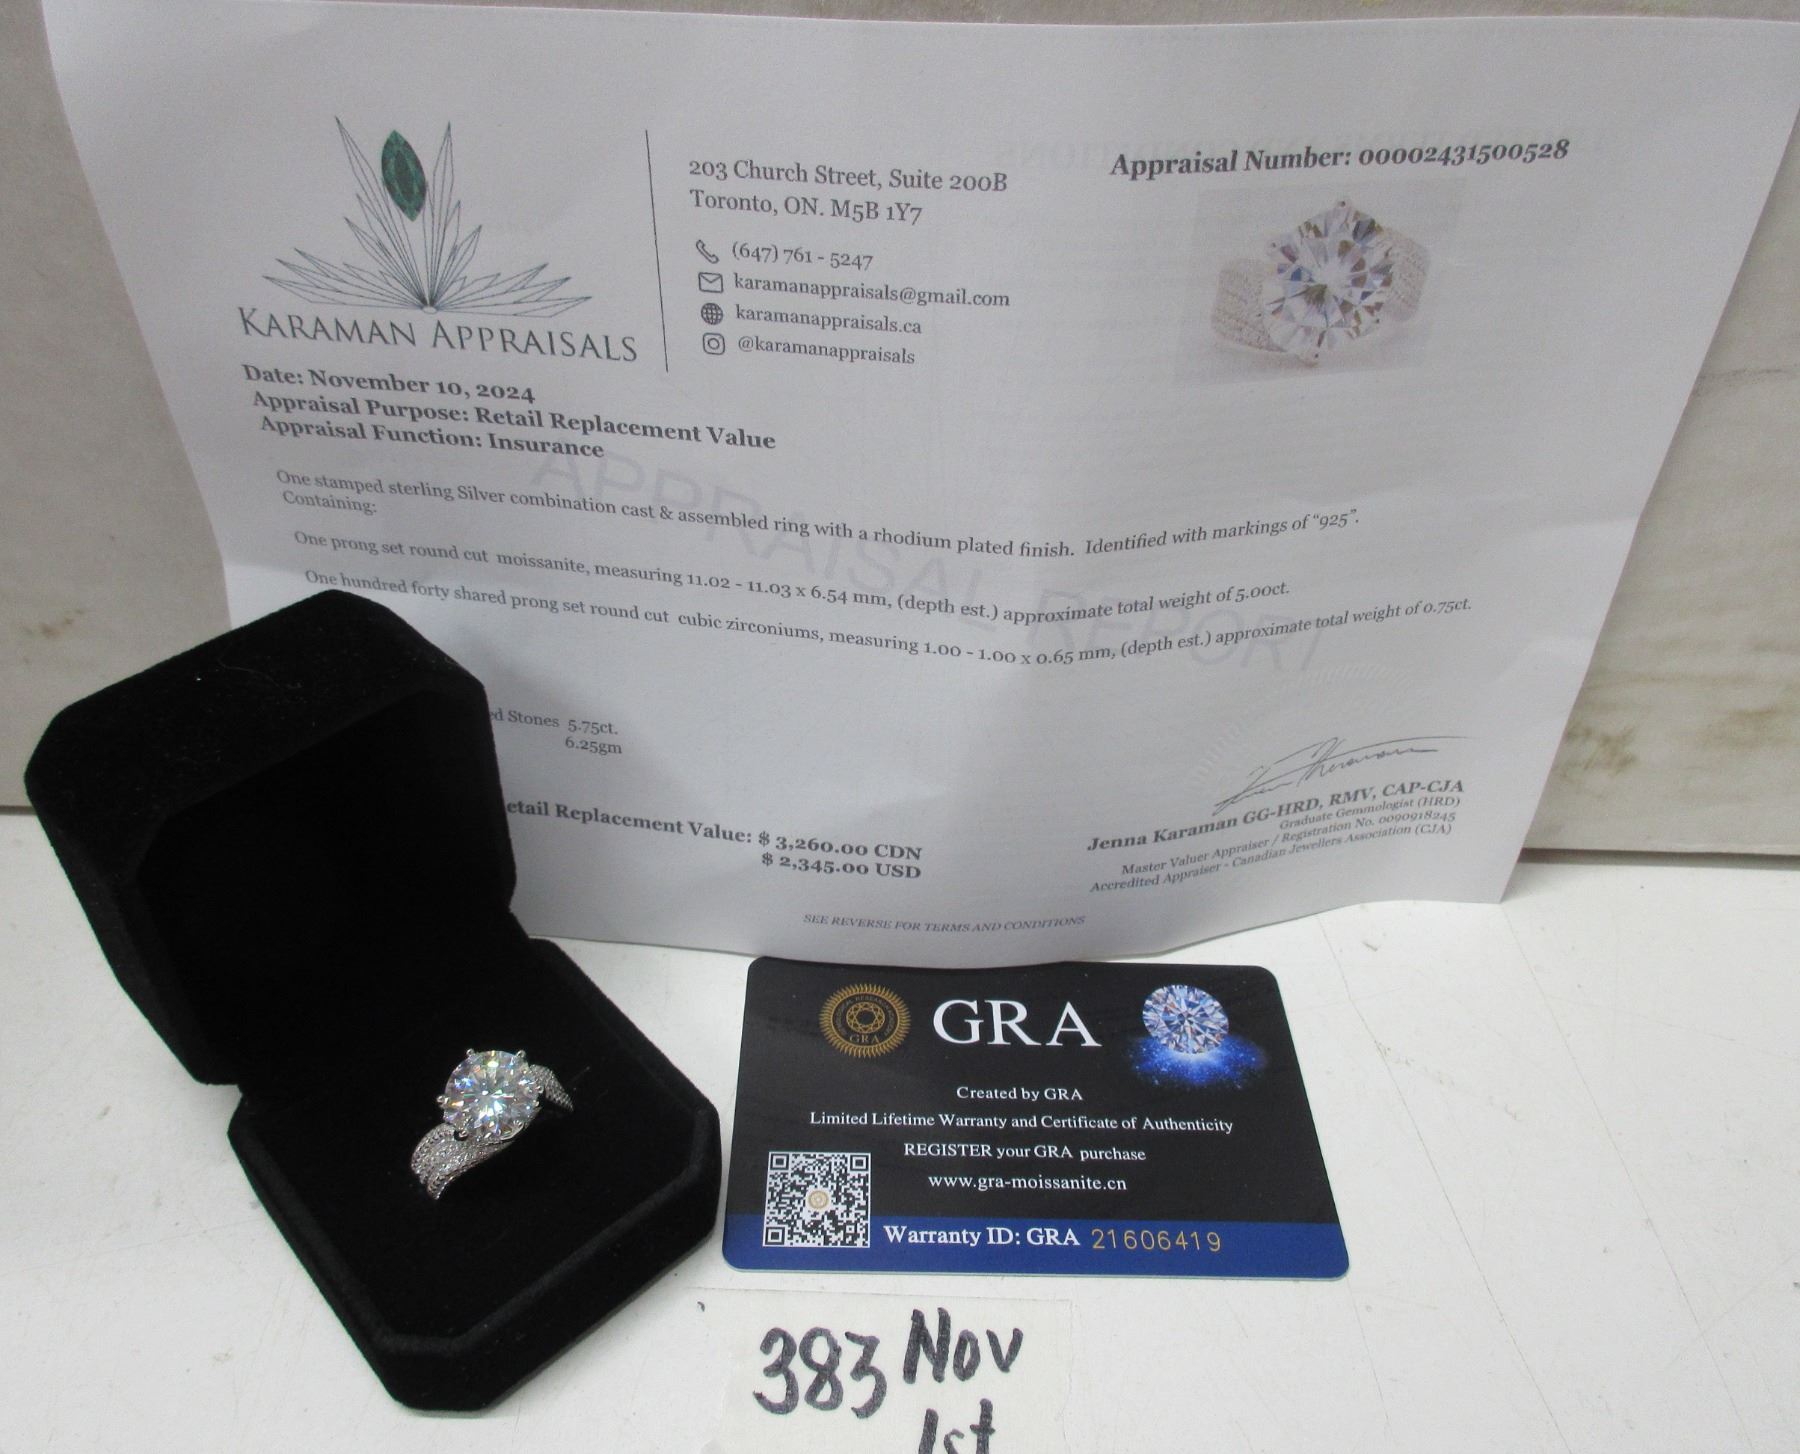 KARAMAN APPRAISALS
203 Church Street, Suite 200B
Toronto, ON. M5B 1Y7
(647) 761 - 5247
karamanappraisals@gmail.com
karamanappraisals.ca
@karamanappraisals
Appraisal Number: 00002431500528
Date: November 10, 2024
Appraisal Purpose: Retail Replacement Value
Appraisal Function: Insurance
APPRAISAL REPORT
One stamped sterling Silver combination cast & assembled ring with a rhodium plated finish. Identified with markings of "925".
Containing:
One prong set round cut moissanite, measuring 11.02 - 11.03 x 6.54 mm, (depth est.) approximate total weight of 5.00ct.
One hundred forty shared prong set round cut cubic zirconiums, measuring 1.00 - 1.00 x 0.65 mm, (depth est.) approximate total weight of 0.75ct.
ed Stones 5.75ct.
6.25gm
etail Replacement Value: $ 3,260.00 CDN
$ 2,345.00 USD
Jenna Karaman GG-HRD, RMV, CAP-CJA
Graduate Gemmologist (HRD)
Master Valuer Appraiser / Registration No. 0090918245
Accredited Appraiser - Canadian Jewellers Association (CJA)
SEE REVERSE FOR TERMS AND CONDITIONS
GRA
GRA
Created by GRA
Limited Lifetime Warranty and Certificate of Authenticity
REGISTER your GRA purchase
www.gra-moissanite.cn
Warranty ID: GRA 21606419
383 Nov
1st